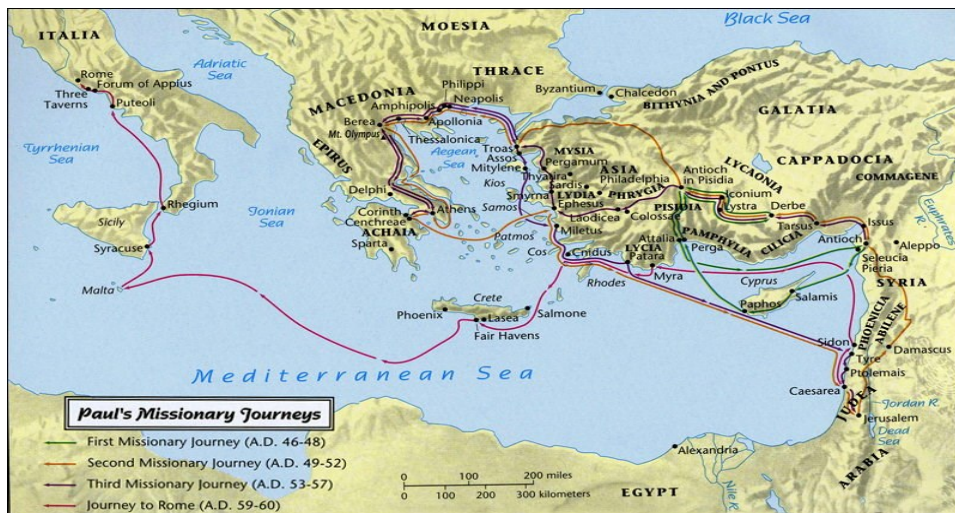 ITALIA
MOESIA
Black Sea
Adriatic
Sea
Rome
Forum of Appius
Three
Taverns
Puteoli
THRACE
Philippi
Neapolis
Byzantium
Chalcedon
BITHYNIA AND PONTUS
MACEDONIA
Amphipolis
Apollonia
Berea
Mt. Olympus
Thessalonica
GALATIA
Tyrrhenian
Sea
EPIRUS
Aegean
Sea
Troas
Assos
Mitylene
MYSIA
Pergamum
Thyatira
ASIA
Sardis
Philadelphia
Antioch
in Pisidia
LYCAONIA
CAPPADOCIA
COMMAGENE
Kios
Smyrna
LYDIA
PHRYGIA
Iconium
Delphi
Ephesus
Lystra
Derbe
Euphrates
R.
Rhegium
Ionian
Sea
Samos
Laodicea
Colossae
PISIDIA
Tarsus
Issus
Sicily
Corinth
Cenchreae
Athens
ACHAIA
Sparta
Patmos
Miletus
PAMPHYLIA
CILICIA
Attalia
Perga
Antioch
Aleppo
Syracuse
Cos
Cnidus
LYCIA
Patara
Myra
Seleucia
Pieria
SYRIA
Malta
Rhodes
Cyprus
Salamis
Paphos
Crete
Phoenix
Lasea
Salmone
Fair Havens
PHOENICIA
ABILENE
Sidon
Tyre
Damascus
Ptolemais
Mediterranean Sea
Caesarea
JUDEA
Jordan R.
Jerusalem
Dead
Sea
Paul's Missionary Journeys
First Missionary Journey (A.D. 46-48)
Second Missionary Journey (A.D. 49-52)
Third Missionary Journey (A.D. 53-57)
Journey to Rome (A.D. 59-60)
0 100 200 miles
0 100 200 300 kilometers
Alexandria
EGYPT
Nile R.
ARABIA